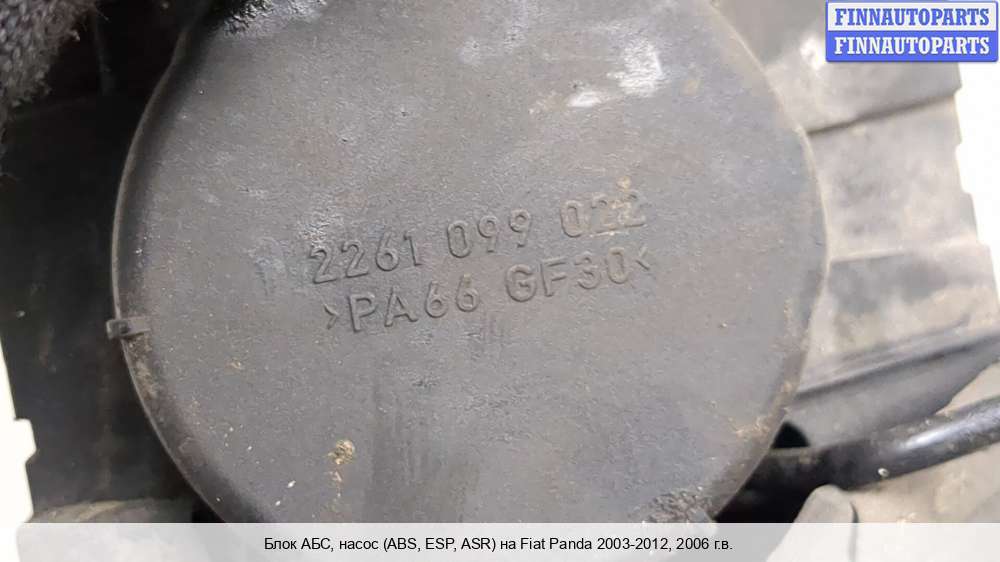 FINNAUTOPARTS
FINNAUTOPARTS
2261 099 022
>PA66 GF30<
Блок АБС, насос (ABS, ESP, ASR) на Fiat Panda 2003-2012, 2006 г.в.